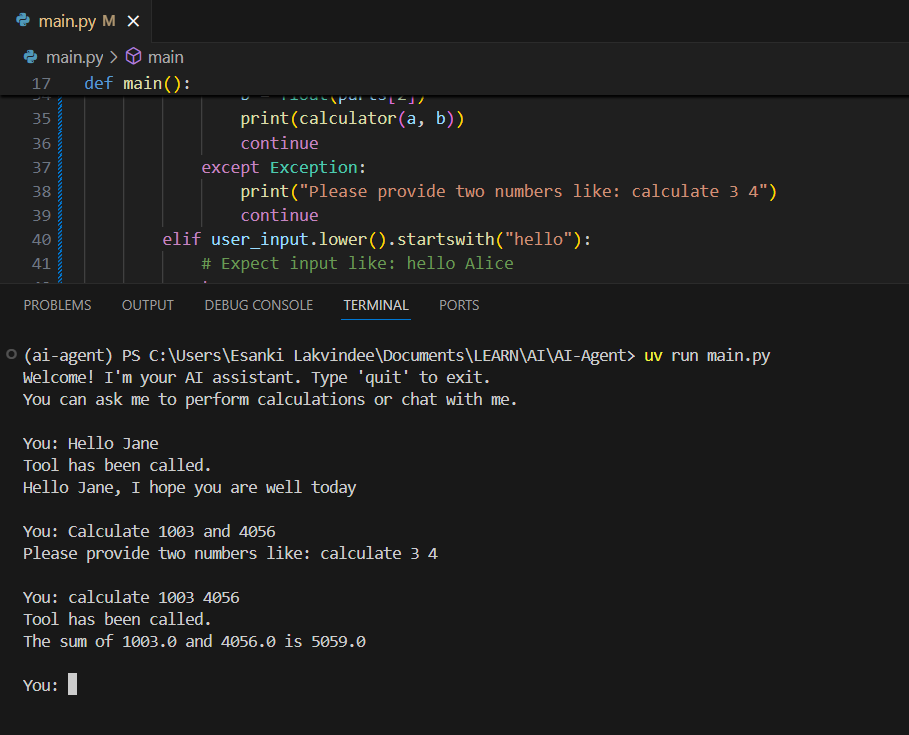 main.py M ×
main.py > main
17 def main():
35 print(calculator(a, b))
36 continue
37 except Exception:
38 print("Please provide two numbers like: calculate 3 4")
39 continue
40 elif user_input.lower().startswith("hello"):
41 # Expect input like: hello Alice
PROBLEMS OUTPUT DEBUG CONSOLE TERMINAL PORTS
(ai-agent) PS C:\Users\Esanki Lakvindee\Documents\LEARN\AI\AI-Agent> uv run main.py
Welcome! I'm your AI assistant. Type 'quit' to exit.
You can ask me to perform calculations or chat with me.
You: Hello Jane
Tool has been called.
Hello Jane, I hope you are well today
You: Calculate 1003 and 4056
Please provide two numbers like: calculate 3 4
You: calculate 1003 4056
Tool has been called.
The sum of 1003.0 and 4056.0 is 5059.0
You: